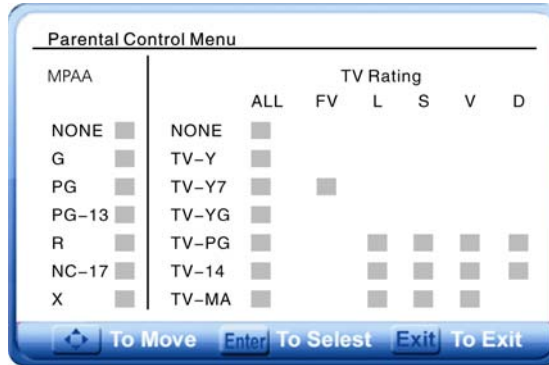 Parental Control Menu
MPAA TV Rating
ALL FV L S V D
NONE NONE
G TV-Y
PG TV-Y7
PG-13 TV-YG
R TV-PG
NC-17 TV-14
X TV-MA
To Move Enter To Selest Exit To Exit